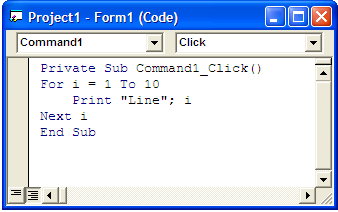 Project1 - Form1 (Code)
Command1 Click
Private Sub Command1_Click()
For i = 1 To 10
    Print "Line"; i
Next i
End Sub